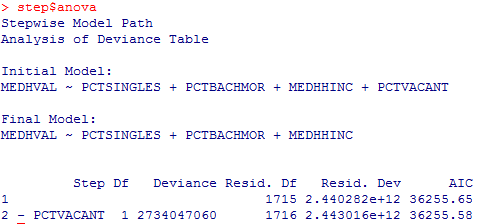 > step$anova
Stepwise Model Path
Analysis of Deviance Table
Initial Model:
MEDHVAL ~ PCTSINGLES + PCTBACHMOR + MEDHHINC + PCTVACANT
Final Model:
MEDHVAL ~ PCTSINGLES + PCTBACHMOR + MEDHHINC
Step Df Deviance Resid. Df Resid. Dev AIC
1 1715 2.440282e+12 36255.65
2 - PCTVACANT 1 2734047060 1716 2.443016e+12 36255.58